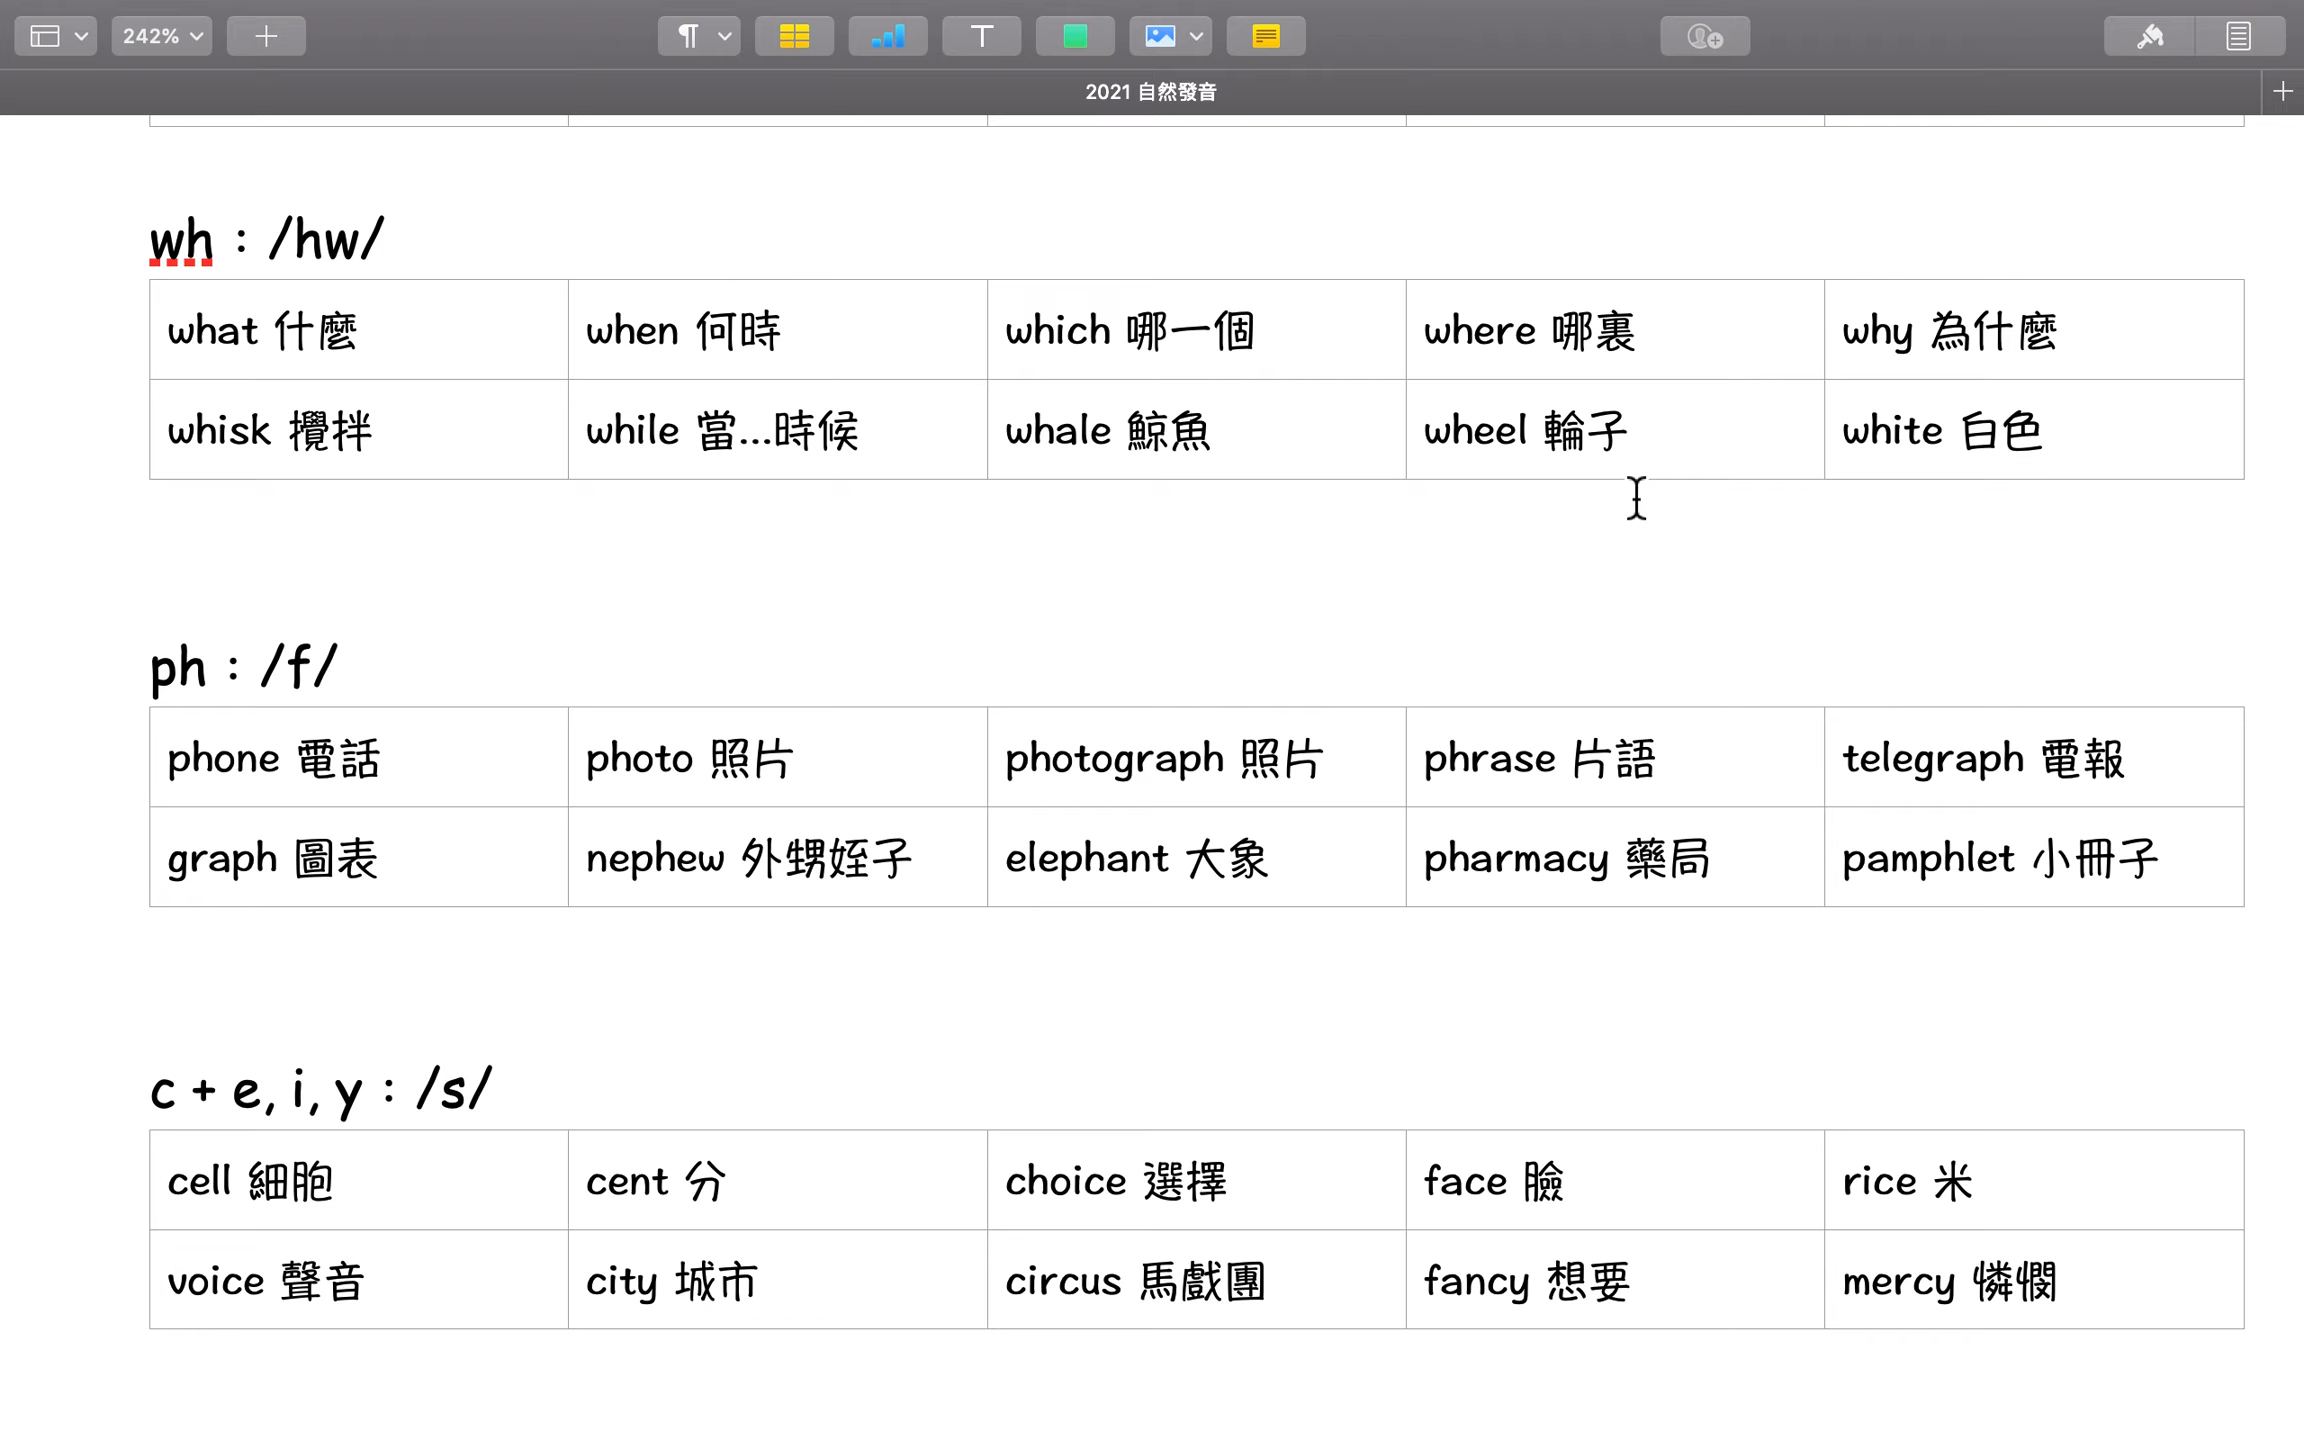 242%
2021 自然發音
wh : /hw/
what 什麼 when 何時 which 哪一個 where 哪裏 why 為什麼
whisk 攪拌 while 當...時候 whale 鯨魚 wheel 輪子 white 白色
ph : /f/
phone 電話 photo 照片 photograph 照片 phrase 片語 telegraph 電報
graph 圖表 nephew 外甥姪子 elephant 大象 pharmacy 藥局 pamphlet 小冊子
c + e, i, y : /s/
cell 細胞 cent 分 choice 選擇 face 臉 rice 米
voice 聲音 city 城市 circus 馬戲團 fancy 想要 mercy 憐憫